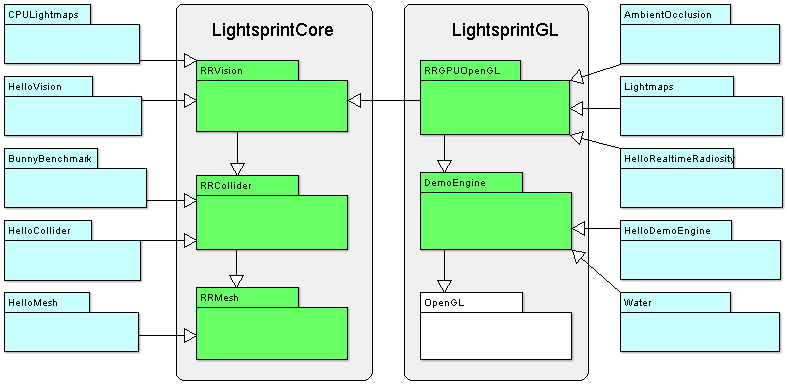 CPULightmaps
LightsprintCore
LightsprintGL
AmbientOcclusion
RRVision
RRGPUOpenGL
HelloVision
Lightmaps
BunnyBenchmark
HelloRealtimeRadiosity
RRCollider
DemoEngine
HelloCollider
HelloDemoEngine
HelloMesh
RRMesh
OpenGL
Water